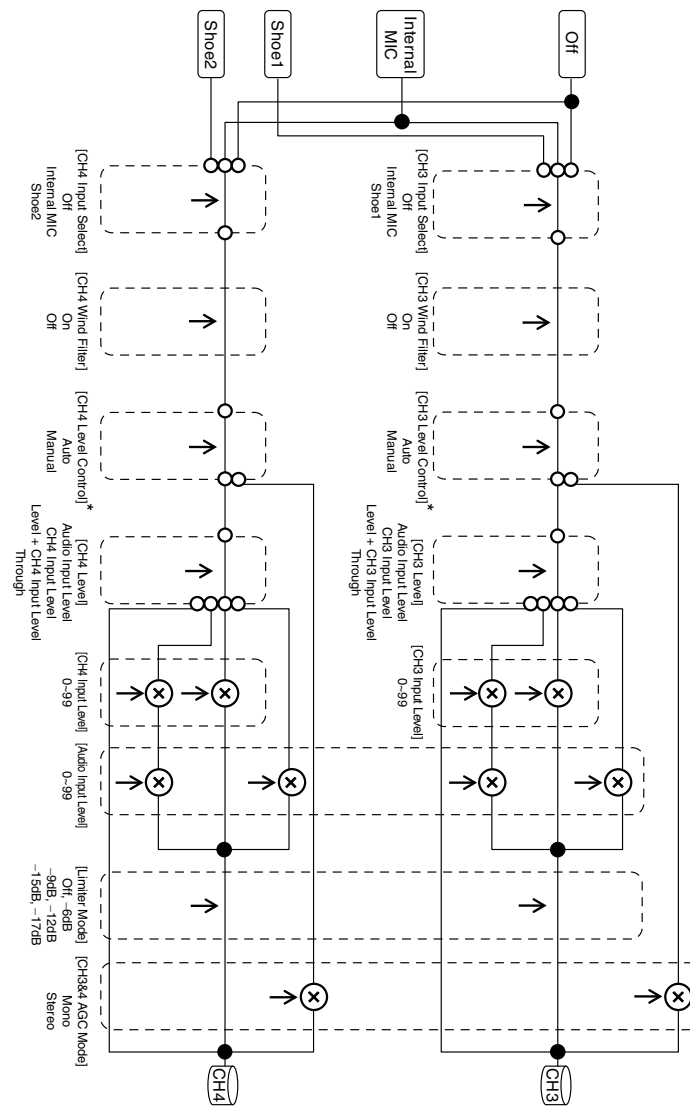 Off
Internal
MIC
Shoe1
Shoe2
[CH3 Input Select]
Off
Internal MIC
Shoe1
[CH3 Wind Filter]
On
Off
[CH3 Level Control]*
Auto
Manual
[CH3 Level]
Audio Input Level
CH3 Input Level
Level + CH3 Input Level
Through
[CH3 Input Level]
0~99
CH3
[CH4 Input Select]
Off
Internal MIC
Shoe2
[CH4 Wind Filter]
On
Off
[CH4 Level Control]*
Auto
Manual
[CH4 Level]
Audio Input Level
CH4 Input Level
Level + CH4 Input Level
Through
[CH4 Input Level]
0~99
[Audio Input Level]
0~99
[Limiter Mode]
Off, −6dB
−9dB, −12dB
−15dB, −17dB
[CH3&4 AGC Mode]
Mono
Stereo
CH4